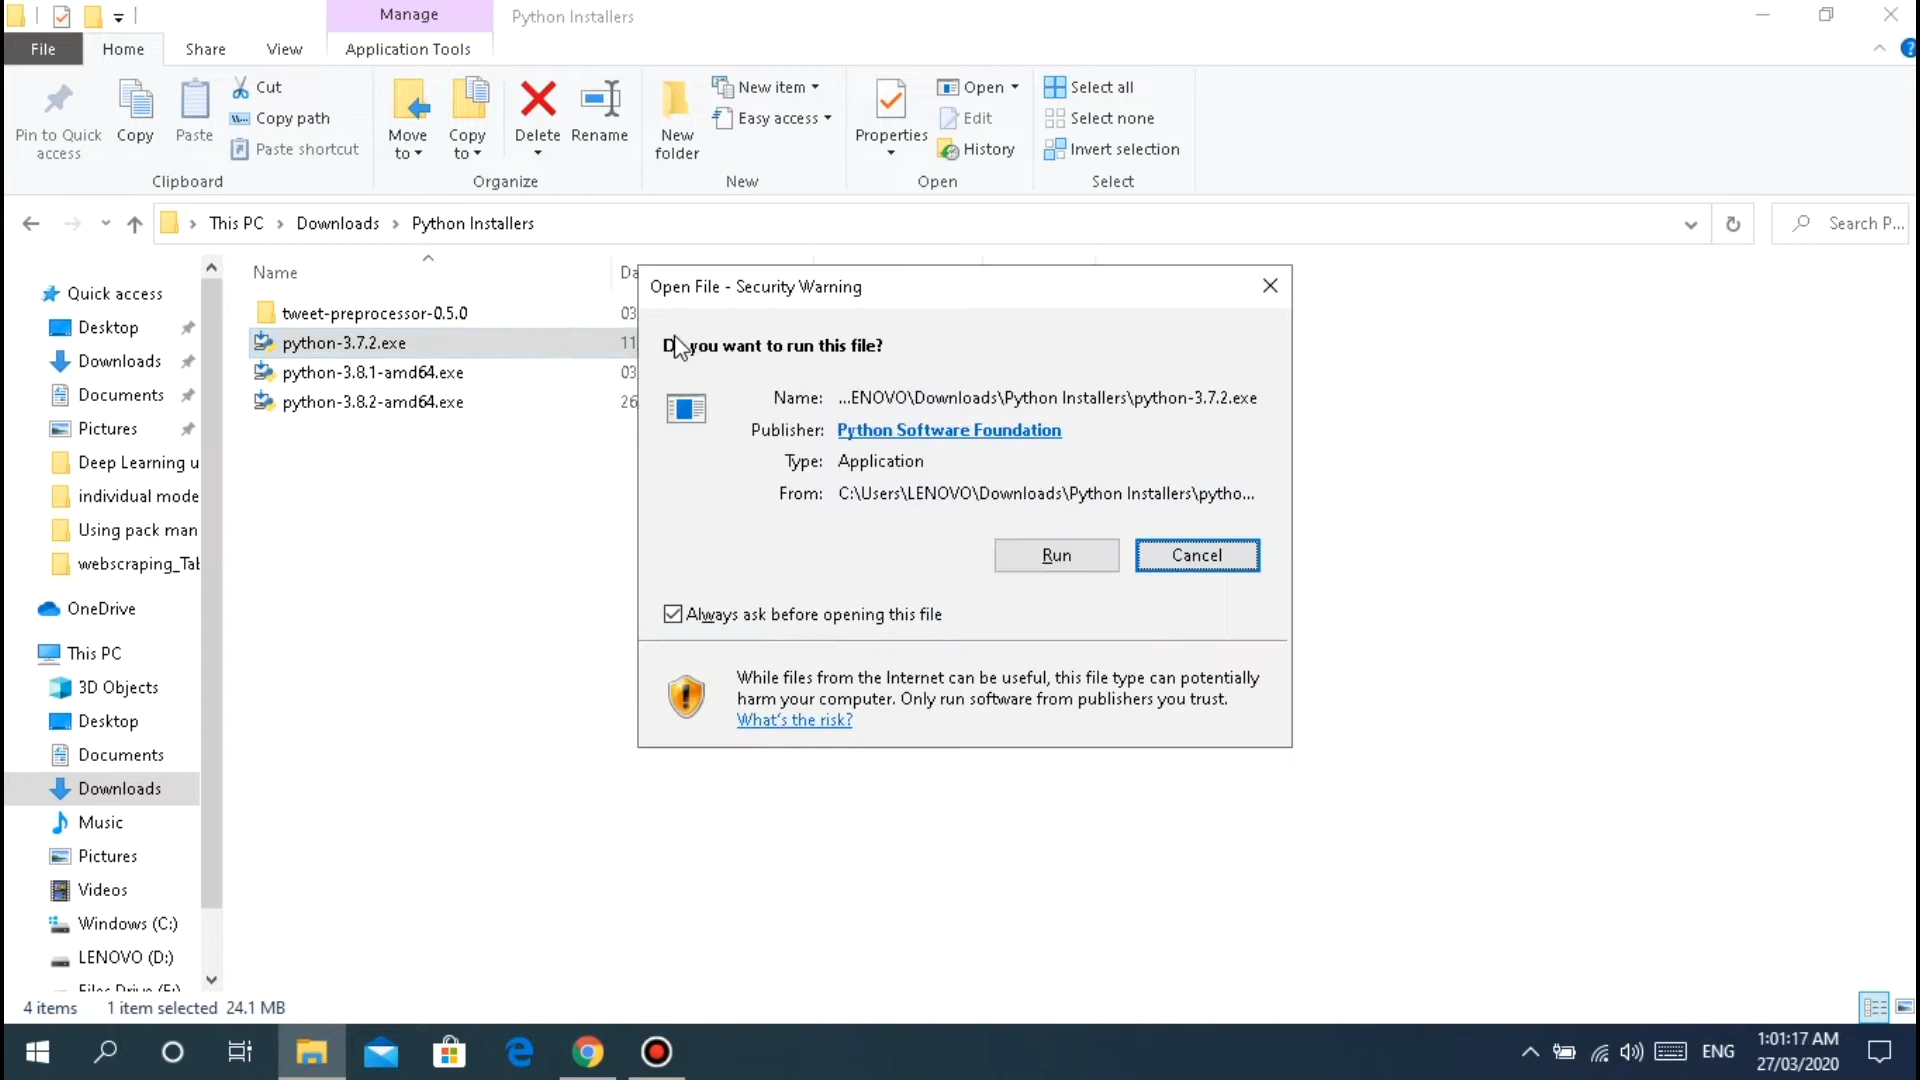 Manage
Python Installers
File
Home
Share
View
Application Tools
Pin to Quick
access
Copy
Paste
Cut
Copy path
Paste shortcut
Clipboard
Move
to
Copy
to
Delete
Rename
Organize
New
folder
New item
Easy access
New
Properties
Open
Edit
History
Open
Select all
Select none
Invert selection
Select
This PC
Downloads
Python Installers
Search P...
Name
Da
tweet-preprocessor-0.5.0
03
python-3.7.2.exe
11
python-3.8.1-amd64.exe
03
python-3.8.2-amd64.exe
26
Quick access
Desktop
Downloads
Documents
Pictures
Deep Learning u
individual mode
Using pack man
webscraping_Tab
OneDrive
This PC
3D Objects
Desktop
Documents
Downloads
Music
Pictures
Videos
Windows (C:)
LENOVO (D:)
Open File - Security Warning
Do you want to run this file?
Name: ...ENOVO\Downloads\Python Installers\python-3.7.2.exe
Publisher: Python Software Foundation
Type: Application
From: C:\Users\LENOVO\Downloads\Python Installers\pytho...
Run
Cancel
Always ask before opening this file
While files from the Internet can be useful, this file type can potentially
harm your computer. Only run software from publishers you trust.
What's the risk?
4 items
1 item selected 24.1 MB
ENG
1:01:17 AM
27/03/2020